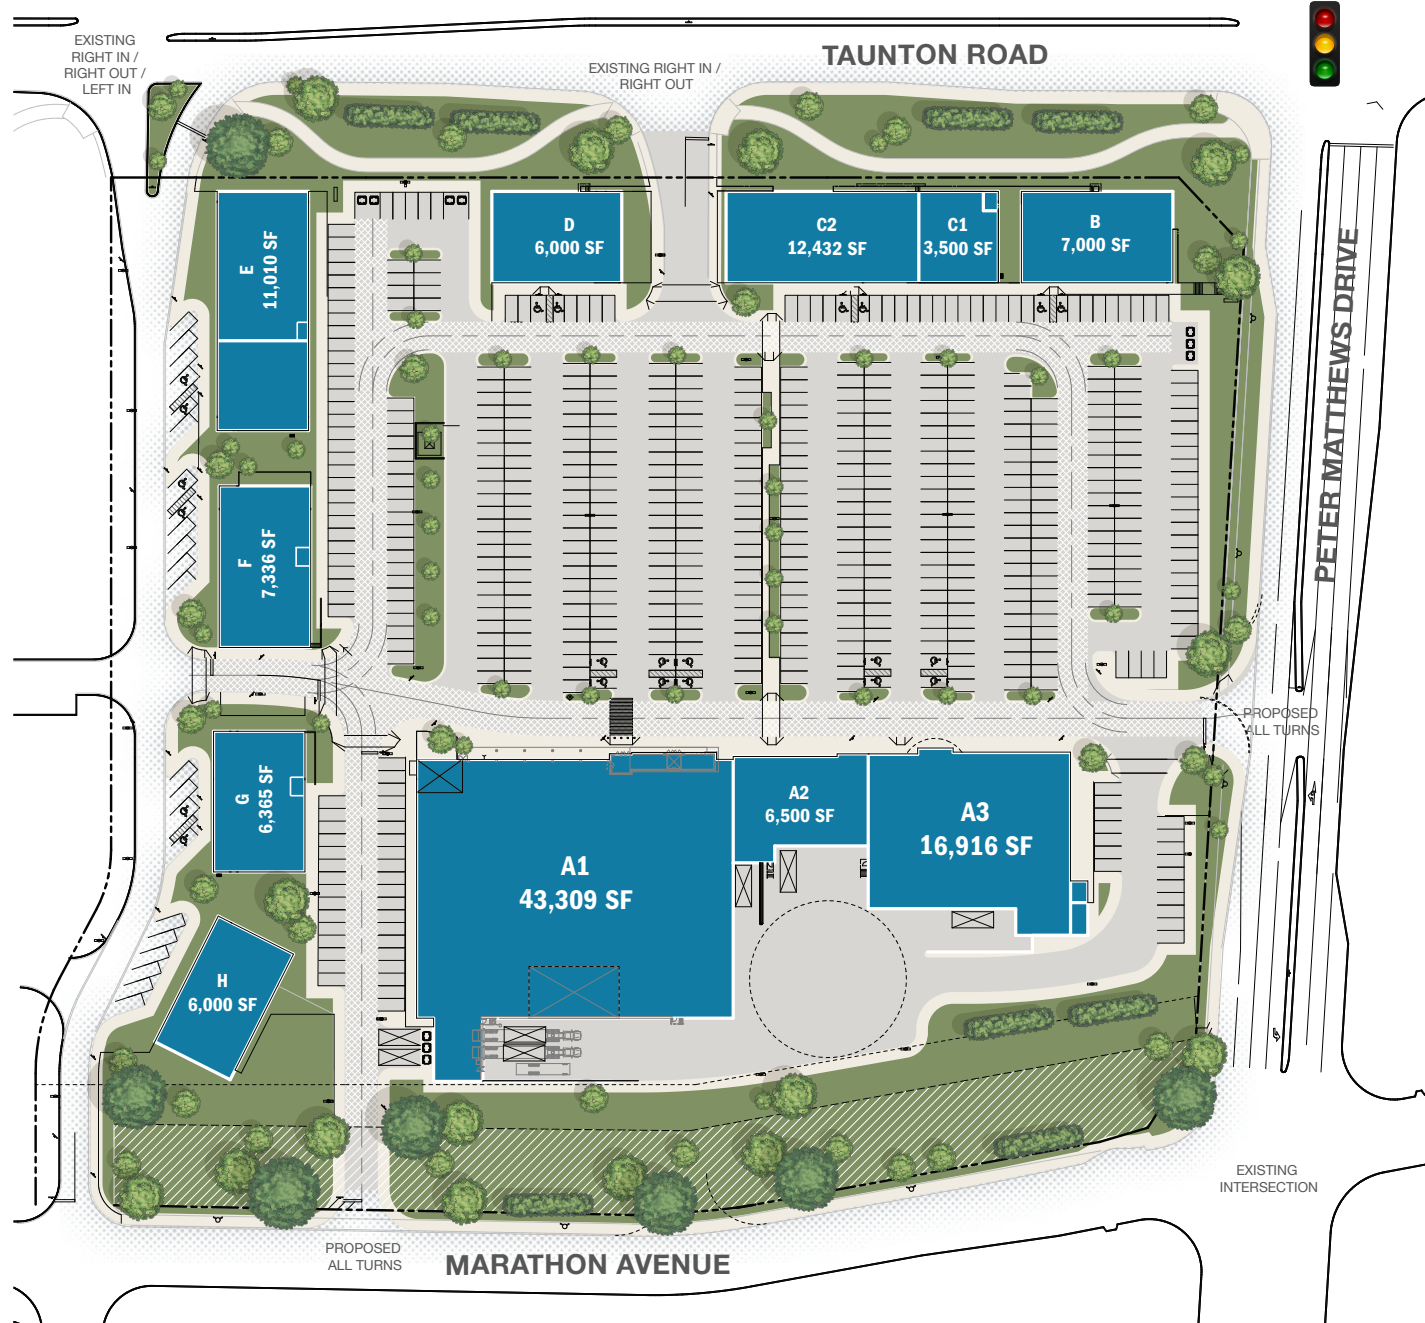 EXISTING
RIGHT IN /
RIGHT OUT /
LEFT IN
EXISTING RIGHT IN /
RIGHT OUT
TAUNTON ROAD
PETER MATTHEWS DRIVE
E
11,010 SF
D
6,000 SF
C2
12,432 SF
C1
3,500 SF
B
7,000 SF
F
7,336 SF
G
6,365 SF
H
6,000 SF
A1
43,309 SF
A2
6,500 SF
A3
16,916 SF
PROPOSED
ALL TURNS
EXISTING
INTERSECTION
PROPOSED
ALL TURNS
MARATHON AVENUE